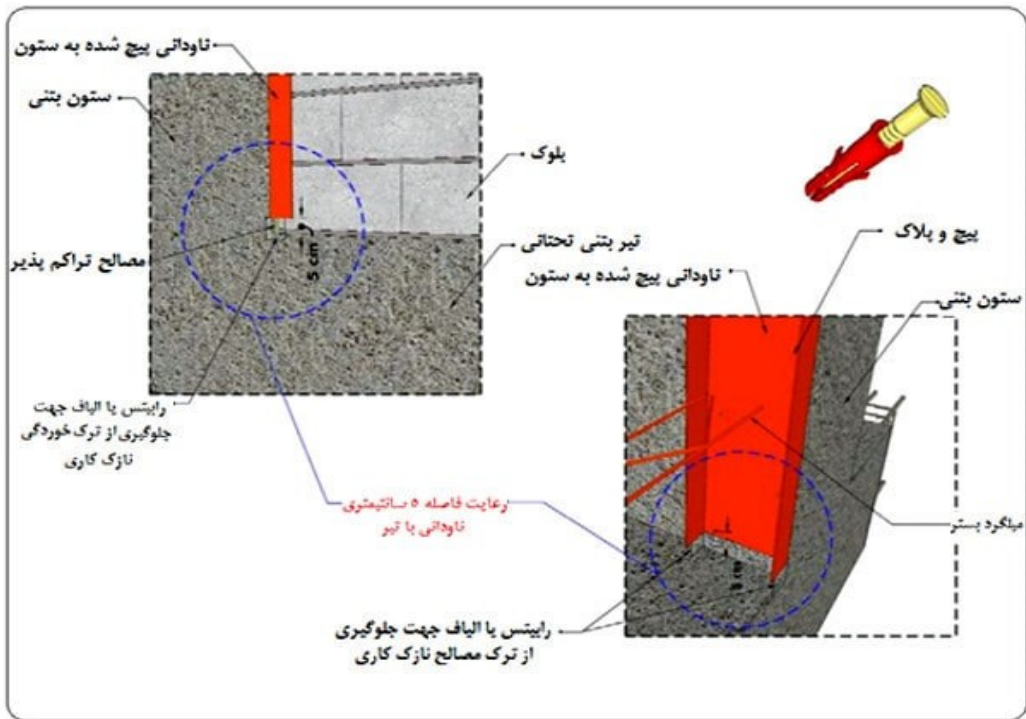 ناودانی پیچ شده به ستون
ستون بتنی
بلوک
تیر بتنی تحتانی
مصالح تراکم پذیر
5 cm
رابیتس یا الیاف جهت
جلوگیری از ترک خوردگی
نازک کاری
پیچ و پلاک
ناودانی پیچ شده به ستون
ستون بتنی
رعایت فاصله ۵ سانتیمتری
ناودانی با تیر
میلگرد بستر
رابیتس یا الیاف جهت جلوگیری
از ترک مصالح نازک کاری